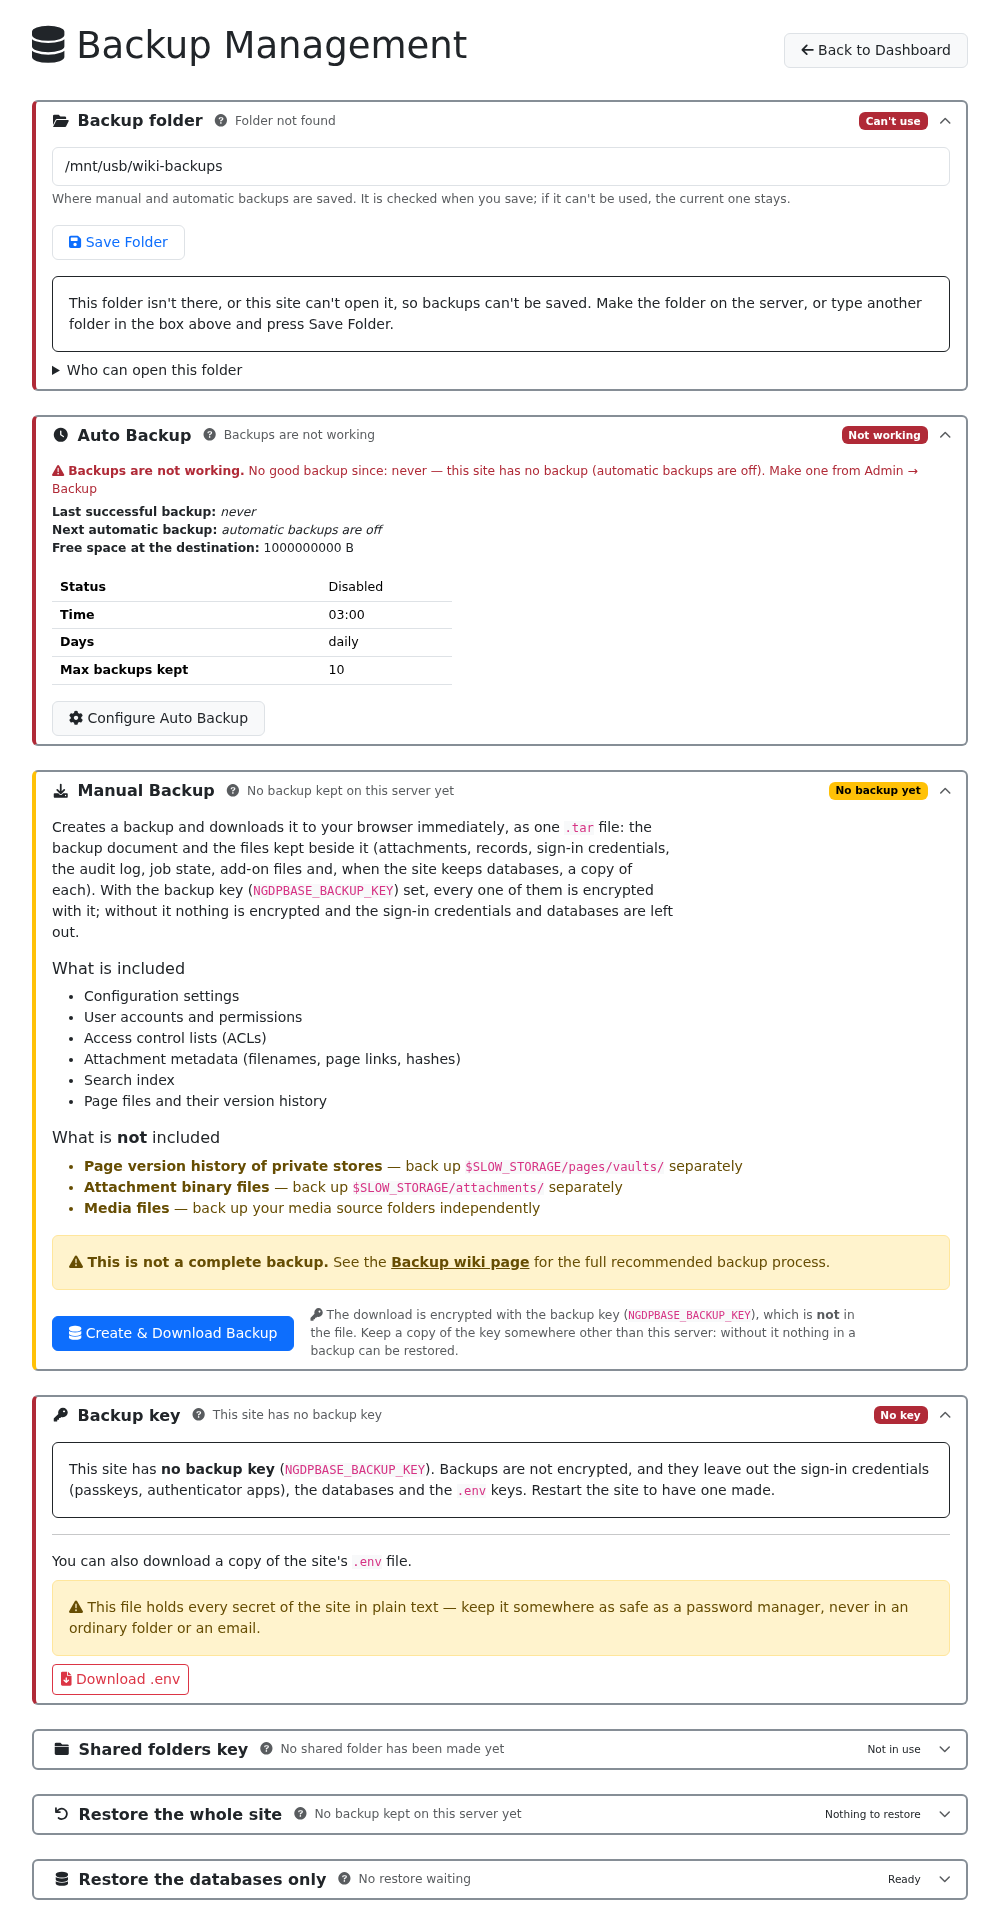 Backup Management
Back to Dashboard
Backup folder Folder not found Can't use
/mnt/usb/wiki-backups
Where manual and automatic backups are saved. It is checked when you save; if it can't be used, the current one stays.
Save Folder
This folder isn't there, or this site can't open it, so backups can't be saved. Make the folder on the server, or type another
folder in the box above and press Save Folder.
Who can open this folder
Auto Backup Backups are not working Not working
Backups are not working. No good backup since: never — this site has no backup (automatic backups are off). Make one from Admin →
Backup
Last successful backup: never
Next automatic backup: automatic backups are off
Free space at the destination: 1000000000 B
Status Disabled
Time 03:00
Days daily
Max backups kept 10
Configure Auto Backup
Manual Backup No backup kept on this server yet No backup yet
Creates a backup and downloads it to your browser immediately, as one .tar file: the
backup document and the files kept beside it (attachments, records, sign-in credentials,
the audit log, job state, add-on files and, when the site keeps databases, a copy of
each). With the backup key (NGDPBASE_BACKUP_KEY) set, every one of them is encrypted
with it; without it nothing is encrypted and the sign-in credentials and databases are left
out.
What is included
• Configuration settings
• User accounts and permissions
• Access control lists (ACLs)
• Attachment metadata (filenames, page links, hashes)
• Search index
• Page files and their version history
What is not included
• Page version history of private stores — back up $SLOW_STORAGE/pages/vaults/ separately
• Attachment binary files — back up $SLOW_STORAGE/attachments/ separately
• Media files — back up your media source folders independently
This is not a complete backup. See the Backup wiki page for the full recommended backup process.
Create & Download Backup
The download is encrypted with the backup key (NGDPBASE_BACKUP_KEY), which is not in
the file. Keep a copy of the key somewhere other than this server: without it nothing in a
backup can be restored.
Backup key This site has no backup key No key
This site has no backup key (NGDPBASE_BACKUP_KEY). Backups are not encrypted, and they leave out the sign-in credentials
(passkeys, authenticator apps), the databases and the .env keys. Restart the site to have one made.
You can also download a copy of the site's .env file.
This file holds every secret of the site in plain text — keep it somewhere as safe as a password manager, never in an
ordinary folder or an email.
Download .env
Shared folders key No shared folder has been made yet Not in use
Restore the whole site No backup kept on this server yet Nothing to restore
Restore the databases only No restore waiting Ready